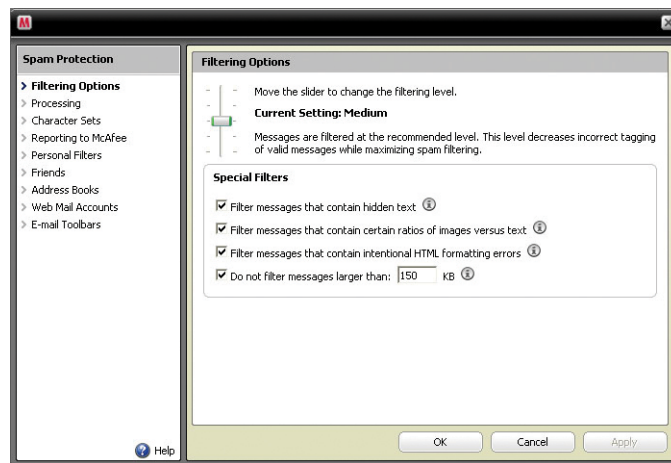 M
Spam Protection
> Filtering Options
> Processing
> Character Sets
> Reporting to McAfee
> Personal Filters
> Friends
> Address Books
> Web Mail Accounts
> E-mail Toolbars
? Help
Filtering Options
Move the slider to change the filtering level.
Current Setting: Medium
Messages are filtered at the recommended level. This level decreases incorrect tagging
of valid messages while maximizing spam filtering.
Special Filters
Filter messages that contain hidden text
Filter messages that contain certain ratios of images versus text
Filter messages that contain intentional HTML formatting errors
Do not filter messages larger than: 150 KB
OK Cancel Apply